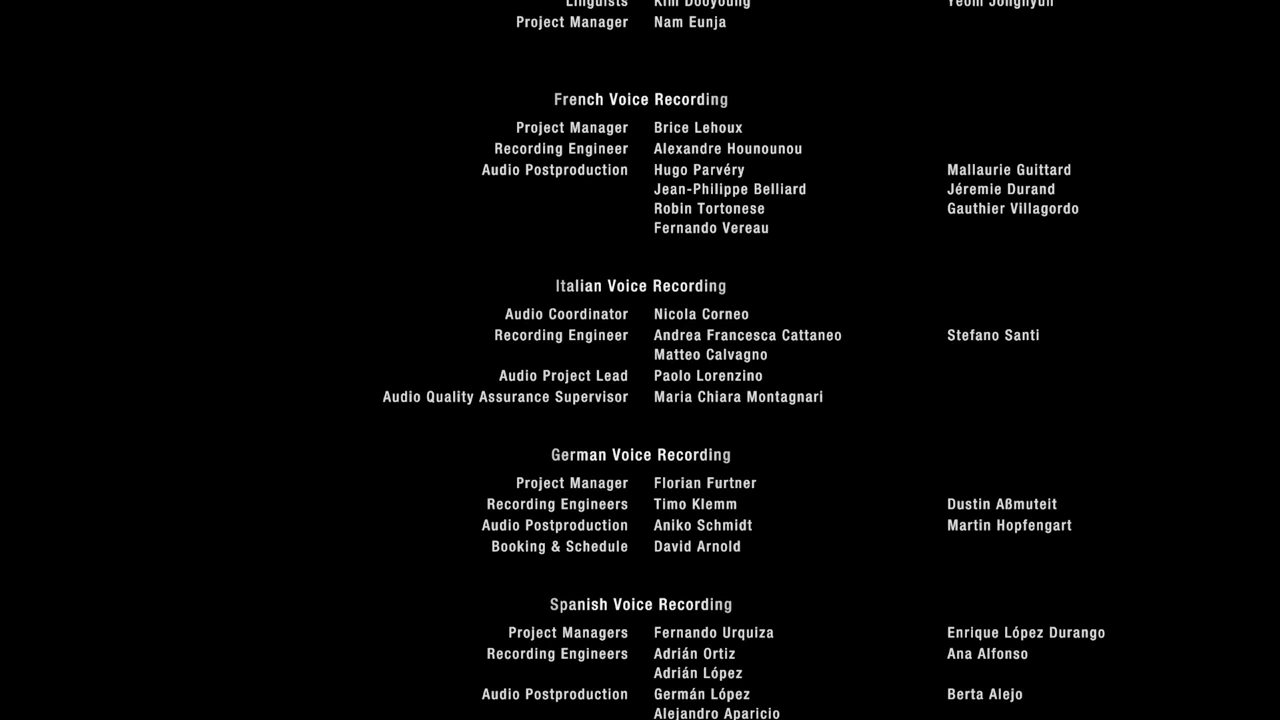 Linguists Kim Dooyoung Yeom Jonghyun
Project Manager Nam Eunja
French Voice Recording
Project Manager Brice Lehoux
Recording Engineer Alexandre Hounounou
Audio Postproduction Hugo Parvéry Mallaurie Guittard
Jean-Philippe Belliard Jéremie Durand
Robin Tortonese Gauthier Villagordo
Fernando Vereau
Italian Voice Recording
Audio Coordinator Nicola Corneo
Recording Engineer Andrea Francesca Cattaneo Stefano Santi
Matteo Calvagno
Audio Project Lead Paolo Lorenzino
Audio Quality Assurance Supervisor Maria Chiara Montagnari
German Voice Recording
Project Manager Florian Furtner
Recording Engineers Timo Klemm Dustin Aßmuteit
Audio Postproduction Aniko Schmidt Martin Hopfengart
Booking & Schedule David Arnold
Spanish Voice Recording
Project Managers Fernando Urquiza Enrique López Durango
Recording Engineers Adrián Ortiz Ana Alfonso
Adrián López
Audio Postproduction Germán López Berta Alejo
Alejandro Aparicio